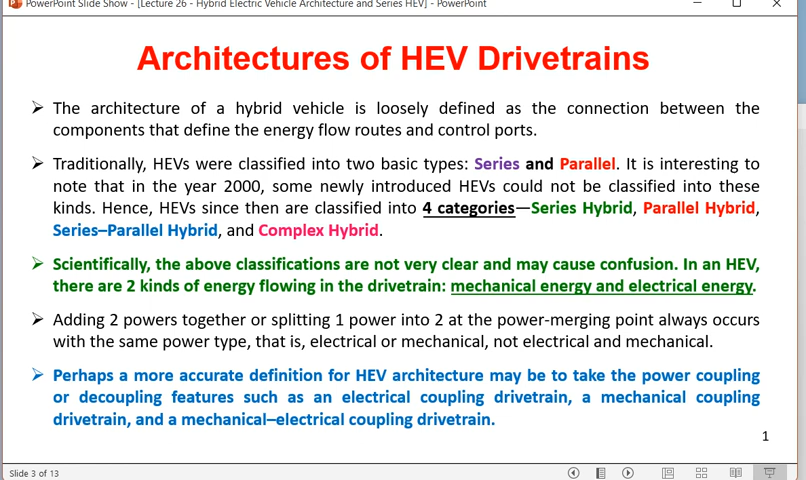 PowerPoint Slide Show - [Lecture 26 - Hybrid Electric Vehicle Architecture and Series HEV] - PowerPoint
Architectures of HEV Drivetrains
➢ The architecture of a hybrid vehicle is loosely defined as the connection between the
components that define the energy flow routes and control ports.
➢ Traditionally, HEVs were classified into two basic types: Series and Parallel. It is interesting to
note that in the year 2000, some newly introduced HEVs could not be classified into these
kinds. Hence, HEVs since then are classified into 4 categories—Series Hybrid, Parallel Hybrid,
Series–Parallel Hybrid, and Complex Hybrid.
➢ Scientifically, the above classifications are not very clear and may cause confusion. In an HEV,
there are 2 kinds of energy flowing in the drivetrain: mechanical energy and electrical energy.
➢ Adding 2 powers together or splitting 1 power into 2 at the power-merging point always occurs
with the same power type, that is, electrical or mechanical, not electrical and mechanical.
➢ Perhaps a more accurate definition for HEV architecture may be to take the power coupling
or decoupling features such as an electrical coupling drivetrain, a mechanical coupling
drivetrain, and a mechanical–electrical coupling drivetrain.
1
Slide 3 of 13